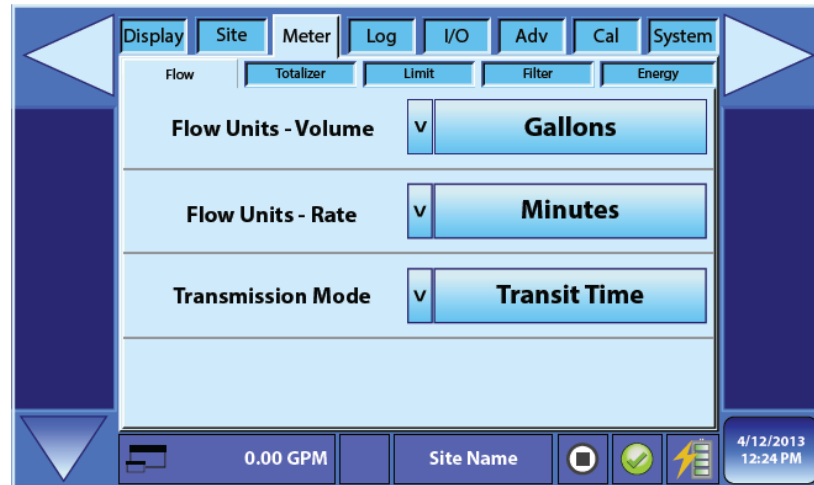 Display Site Meter Log I/O Adv Cal System
Flow Totalizer Limit Filter Energy
Flow Units - Volume v Gallons
Flow Units - Rate v Minutes
Transmission Mode v Transit Time
0.00 GPM Site Name
4/12/2013
12:24 PM